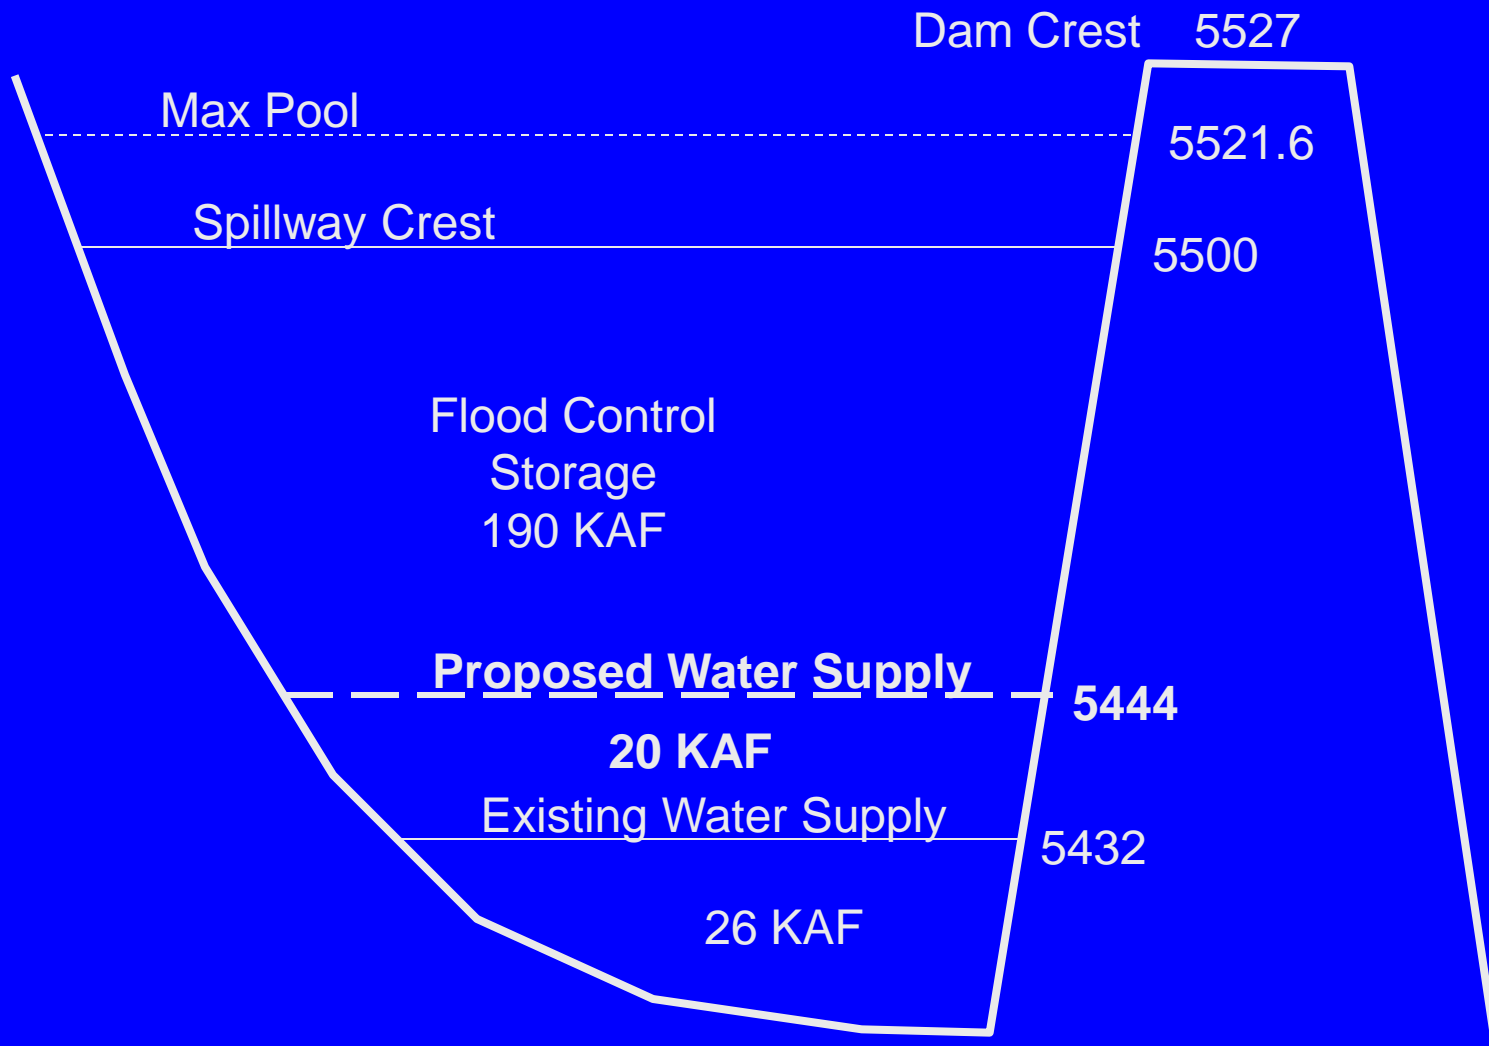 Dam Crest 5527
Max Pool
5521.6
Spillway Crest
5500
Flood Control
Storage
190 KAF
Proposed Water Supply
5444
20 KAF
Existing Water Supply
5432
26 KAF